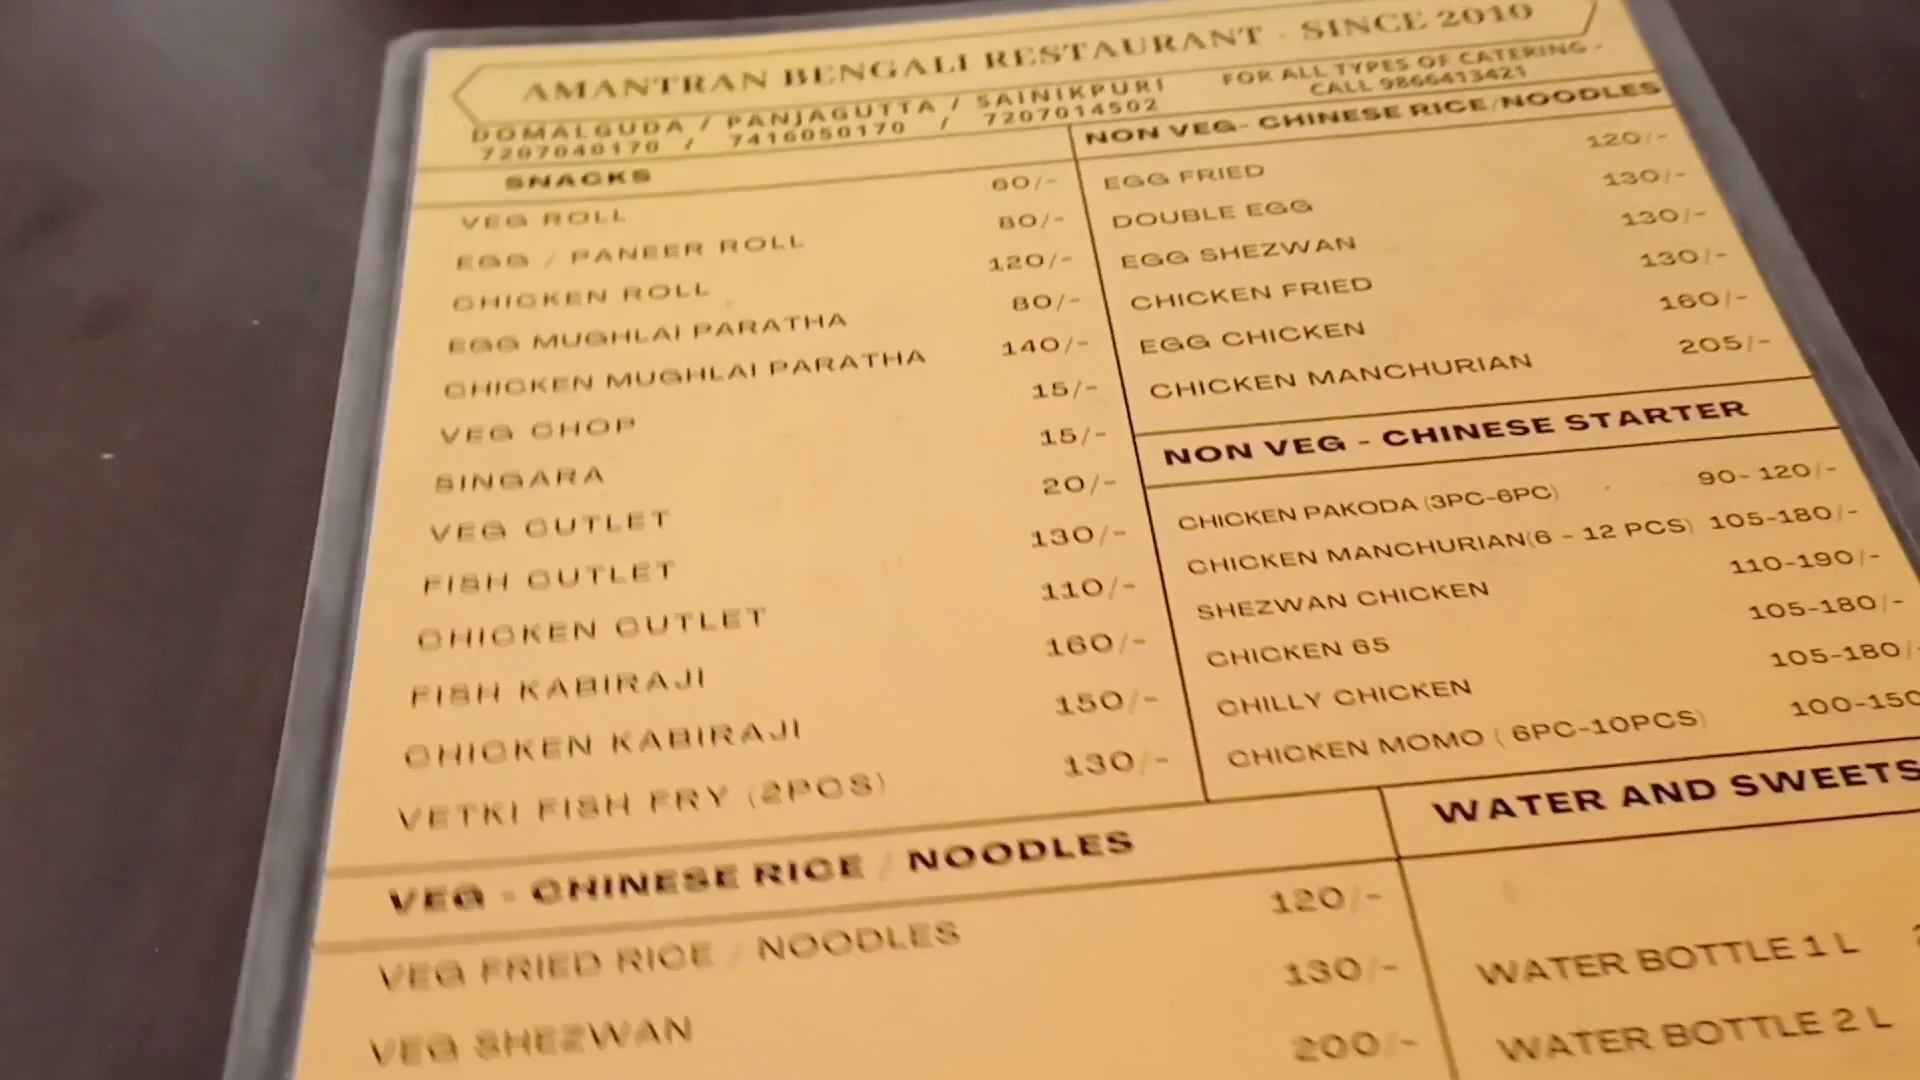 AMANTRAN BENGALI RESTAURANT - SINCE 2010
DOMALGUDA / PANJAGUTTA / SAINIKPURI
7207040170 / 7416050170 / 7207014502
FOR ALL TYPES OF CATERING -
CALL 9866413421
SNACKS
VEG ROLL 60/-
EGG / PANEER ROLL 80/-
CHICKEN ROLL 120/-
EGG MUGHLAI PARATHA 80/-
CHICKEN MUGHLAI PARATHA 140/-
VEG CHOP 15/-
SINGARA 15/-
VEG CUTLET 20/-
FISH CUTLET 130/-
CHICKEN CUTLET 110/-
FISH KABIRAJI 160/-
CHICKEN KABIRAJI 150/-
VETKI FISH FRY (2PCS) 130/-
NON VEG- CHINESE RICE/NOODLES
EGG FRIED 120/-
DOUBLE EGG 130/-
EGG SHEZWAN 130/-
CHICKEN FRIED 130/-
EGG CHICKEN 160/-
CHICKEN MANCHURIAN 205/-
NON VEG - CHINESE STARTER
CHICKEN PAKODA (3PC-6PC) 90- 120/-
CHICKEN MANCHURIAN(6 - 12 PCS) 105-180/-
SHEZWAN CHICKEN 110-190/-
CHICKEN 65 105-180/-
CHILLY CHICKEN 105-180/-
CHICKEN MOMO ( 6PC-10PCS) 100-150
VEG - CHINESE RICE / NOODLES
VEG FRIED RICE / NOODLES 120/-
VEG SHEZWAN 130/-
200/-
WATER AND SWEETS
WATER BOTTLE 1 L
WATER BOTTLE 2 L